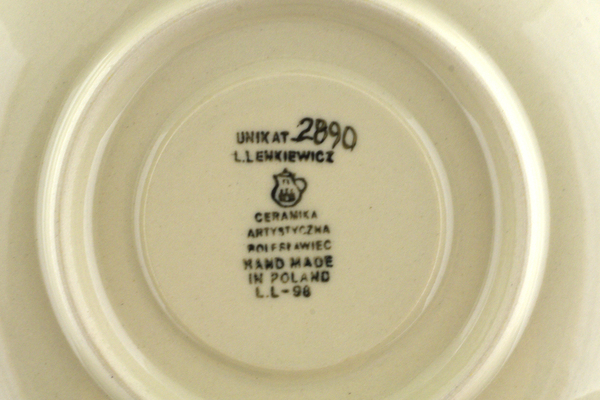 UNIKAT 2890
L.LENKIEWICZ
CERAMIKA
ARTYSTYCZNA
BOLESŁAWIEC
HAND MADE
IN POLAND
L.L-98